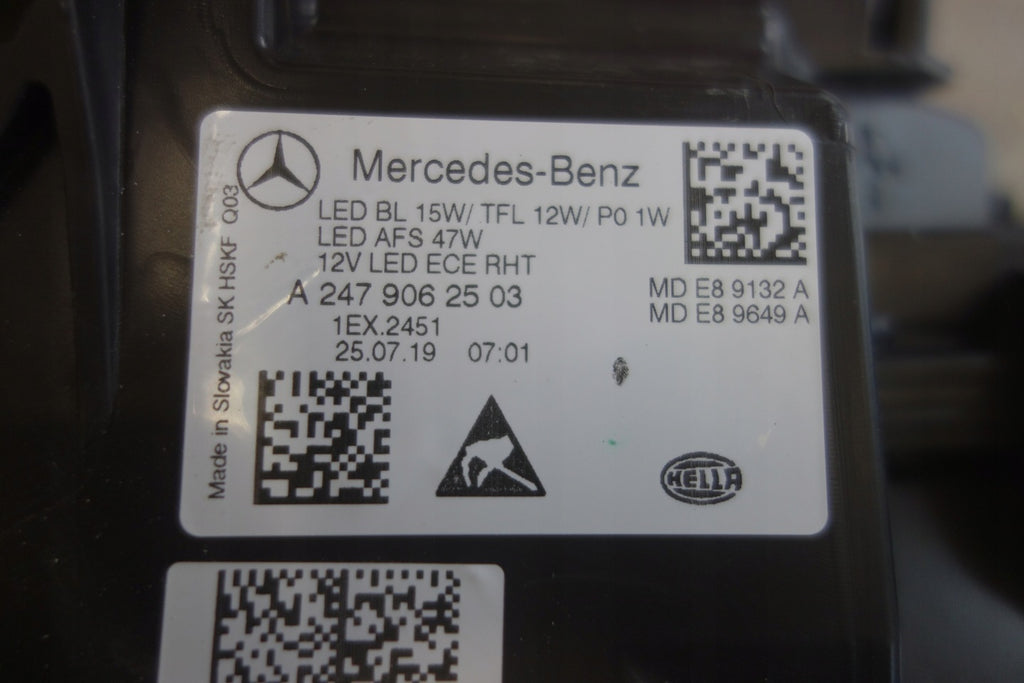 Mercedes-Benz
LED BL 15W/ TFL 12W/ P0 1W
LED AFS 47W
12V LED ECE RHT
A 247 906 25 03
1EX.2451
25.07.19 07:01
MD E8 9132 A
MD E8 9649 A
Made in Slovakia SK HSKF Q03
HELLA